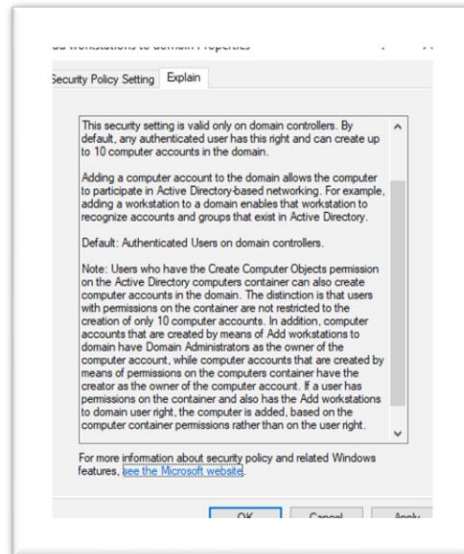 Add workstations to domain Properties
Security Policy Setting Explain
This security setting is valid only on domain controllers. By
default, any authenticated user has this right and can create up
to 10 computer accounts in the domain.
Adding a computer account to the domain allows the computer
to participate in Active Directory-based networking. For example,
adding a workstation to a domain enables that workstation to
recognize accounts and groups that exist in Active Directory.
Default: Authenticated Users on domain controllers.
Note: Users who have the Create Computer Objects permission
on the Active Directory computers container can also create
computer accounts in the domain. The distinction is that users
with permissions on the container are not restricted to the
creation of only 10 computer accounts. In addition, computer
accounts that are created by means of Add workstations to
domain have Domain Administrators as the owner of the
computer account, while computer accounts that are created by
means of permissions on the computers container have the
creator as the owner of the computer account. If a user has
permissions on the container and also has the Add workstations
to domain user right, the computer is added, based on the
computer container permissions rather than on the user right.
For more information about security policy and related Windows
features, see the Microsoft website.
OK Cancel Apply